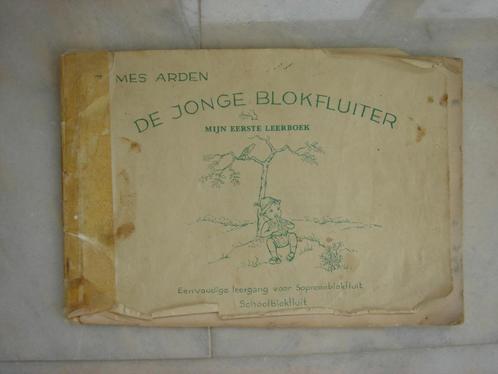 MES ARDEN
DE JONGE BLOKFLUITER
MIJN EERSTE LEERBOEK
Eenvoudige leergang voor Sopraanblokfluit
Schoolblokfluit